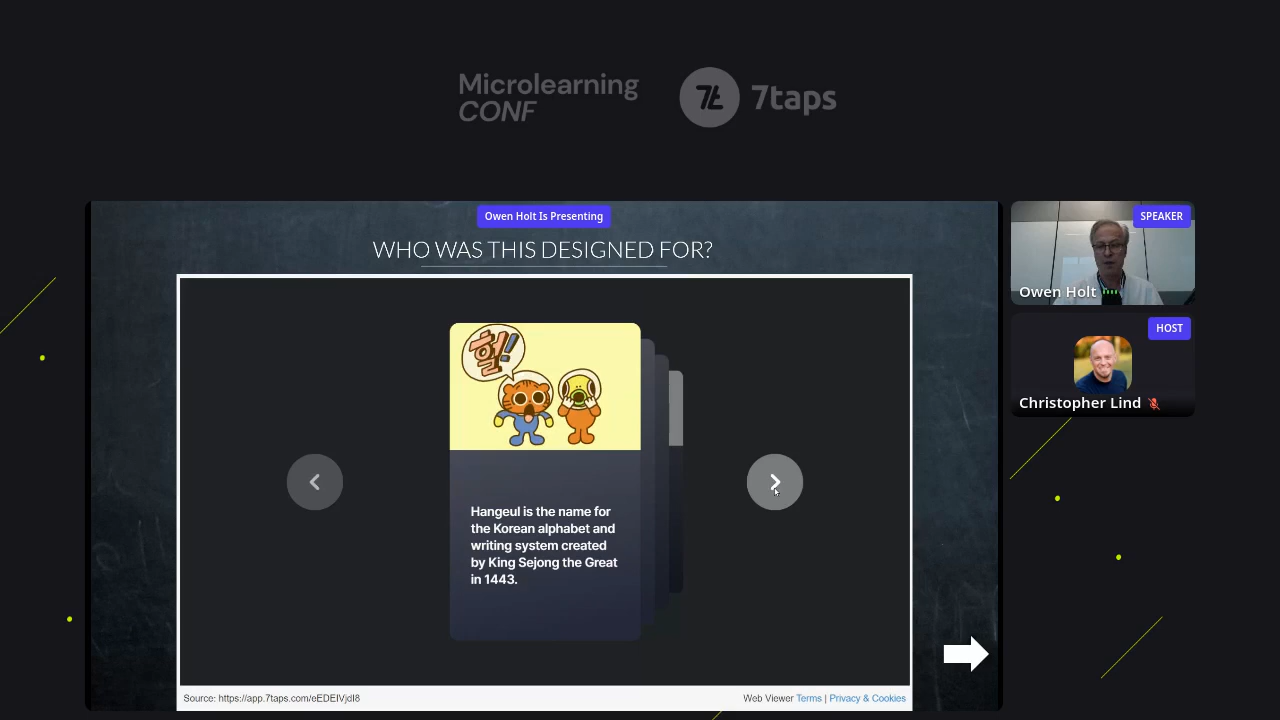 Microlearning
CONF
7taps
Owen Holt Is Presenting
WHO WAS THIS DESIGNED FOR?
헐!
Hangeul is the name for
the Korean alphabet and
writing system created
by King Sejong the Great
in 1443.
Source: https://app.7taps.com/eEDEIVjdI8
Web Viewer Terms | Privacy & Cookies
SPEAKER
Owen Holt
HOST
Christopher Lind